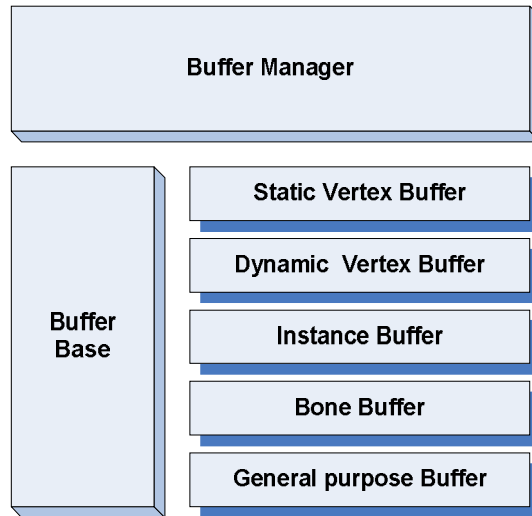 Buffer Manager
Buffer
Base
Static Vertex Buffer
Dynamic Vertex Buffer
Instance Buffer
Bone Buffer
General purpose Buffer